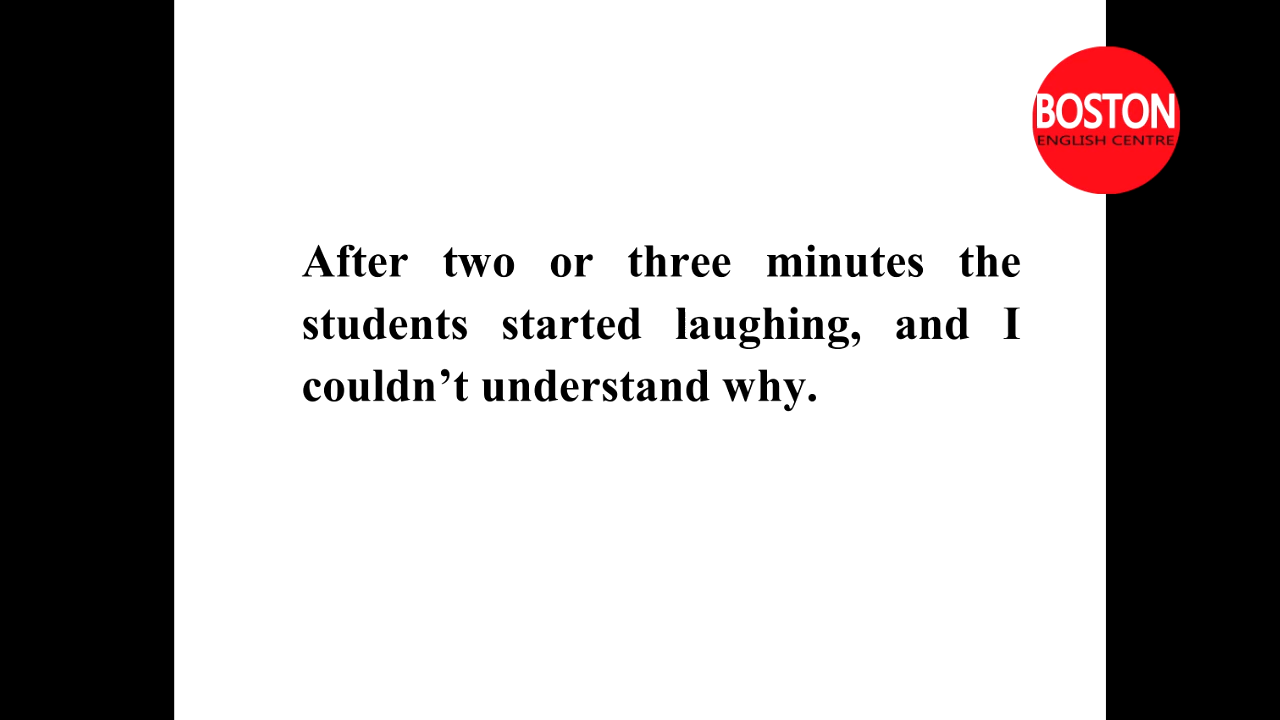 BOSTON
ENGLISH CENTRE
After two or three minutes the
students started laughing, and I
couldn’t understand why.